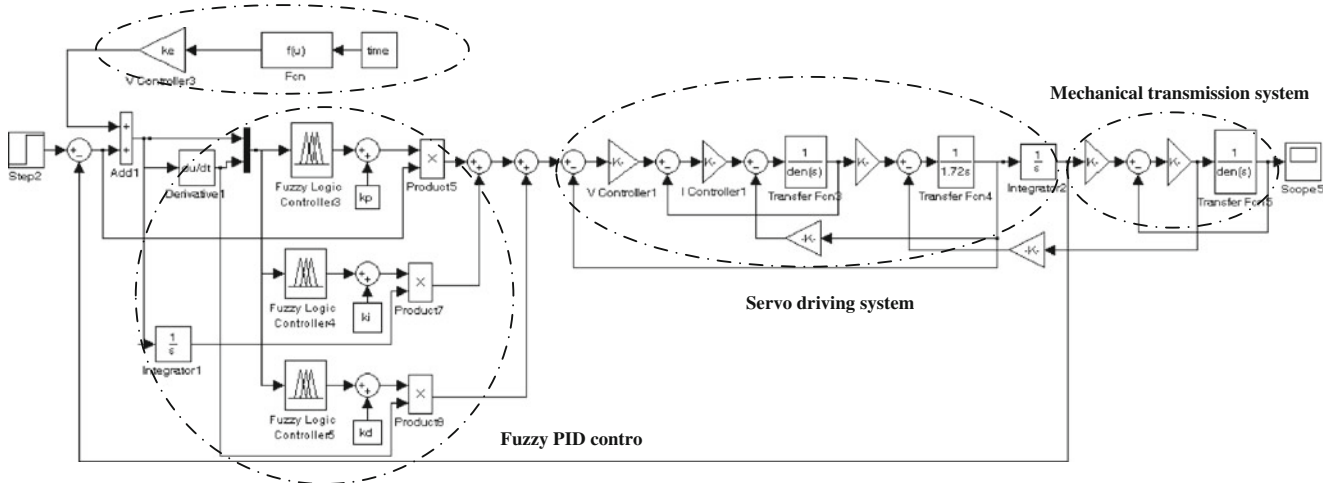 ke
f(u)
time
V Controller3
Fcn
Mechanical transmission system
Step2
Add1
du/dt
Derivative1
Fuzzy Logic
Controller3
kp
Product5
V Controller1
I Controller1
1
den(s)
Transfer Fcn3
1
1.72s
Transfer Fcn4
1
s
Integrator2
1
den(s)
Transfer Fcn5
Scope5
-K-
-K-
Servo driving system
Fuzzy Logic
Controller4
ki
Product7
1
s
Integrator1
Fuzzy Logic
Controller5
kd
Fuzzy PID contro